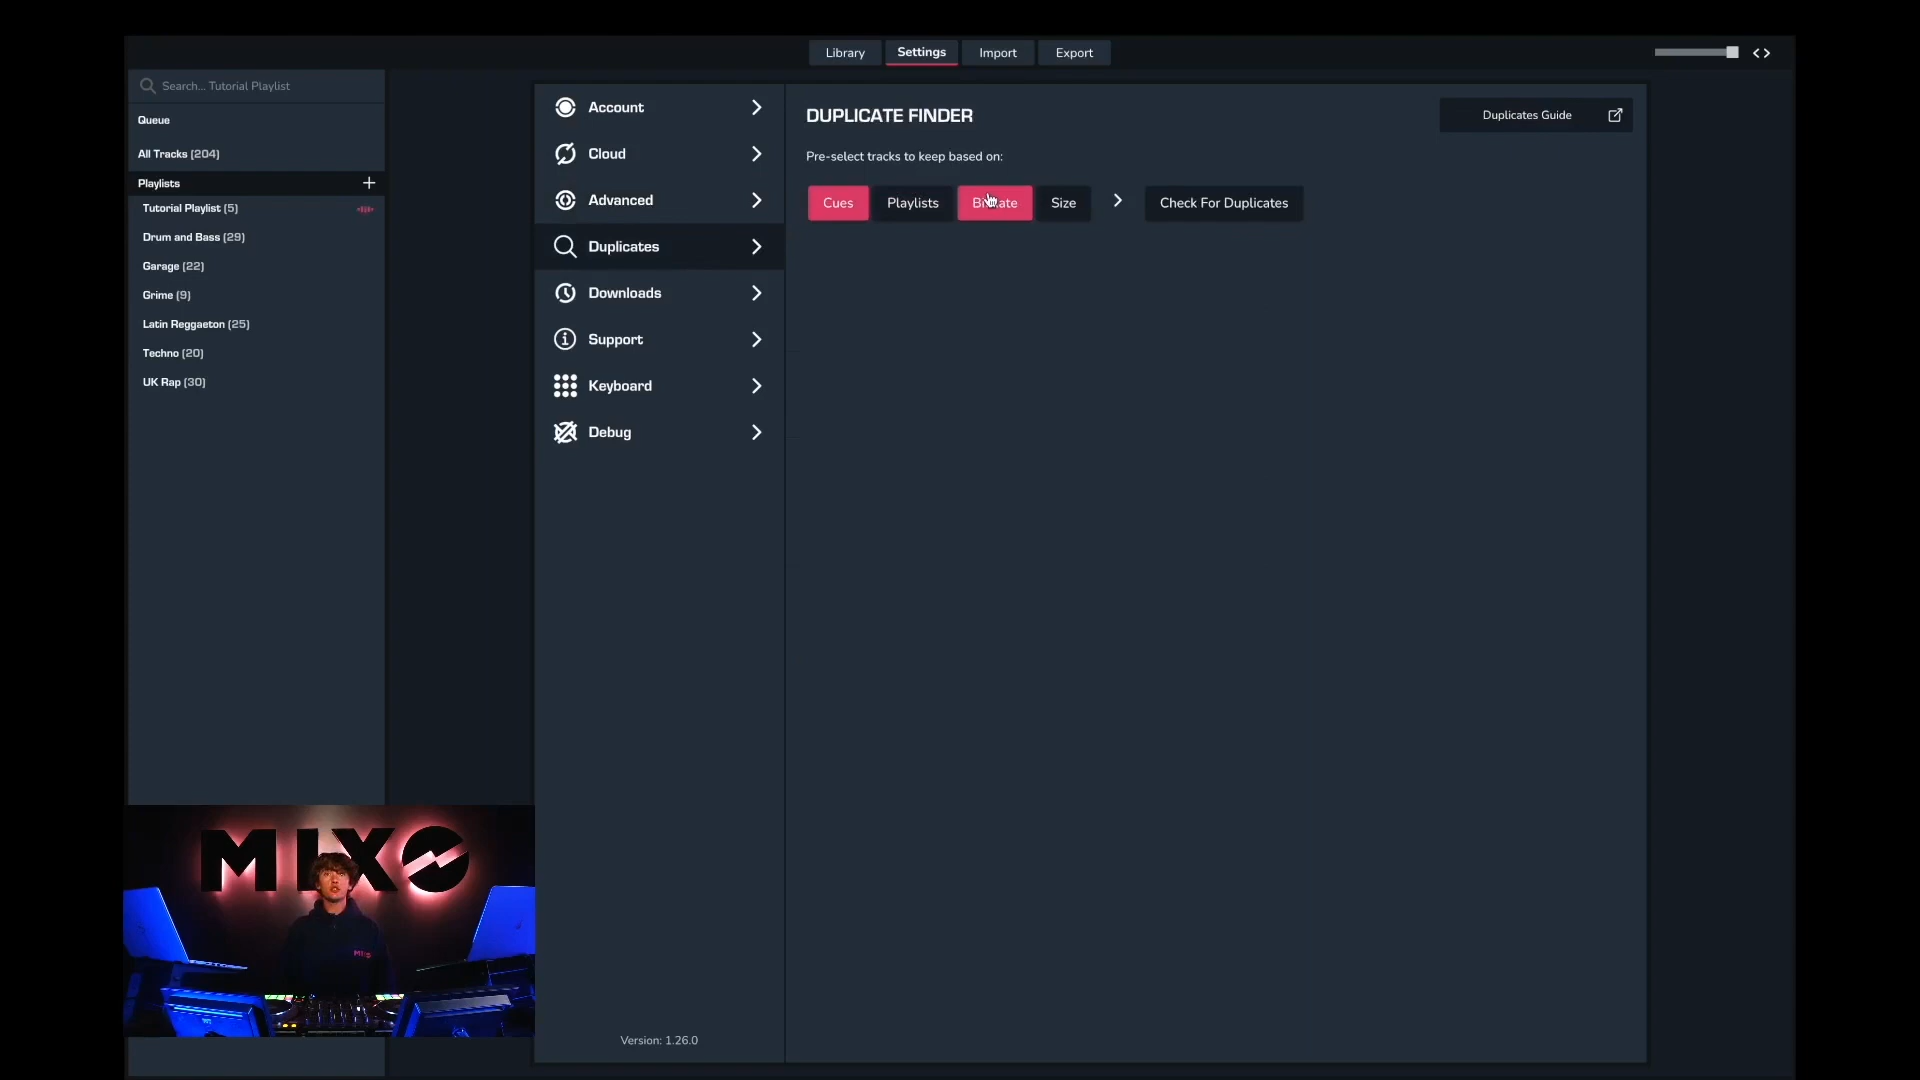 Library
Settings
Import
Export
< >
Search... Tutorial Playlist
Queue
All Tracks (204)
Playlists
+
Tutorial Playlist (5)
Drum and Bass (29)
Garage (22)
Grime (9)
Latin Reggaeton (25)
Techno (20)
UK Rap (30)
Account
Cloud
Advanced
Duplicates
Downloads
Support
Keyboard
Debug
Version: 1.26.0
DUPLICATE FINDER
Duplicates Guide
Pre-select tracks to keep based on:
Cues
Playlists
Bitrate
Size
Check For Duplicates
MIXO